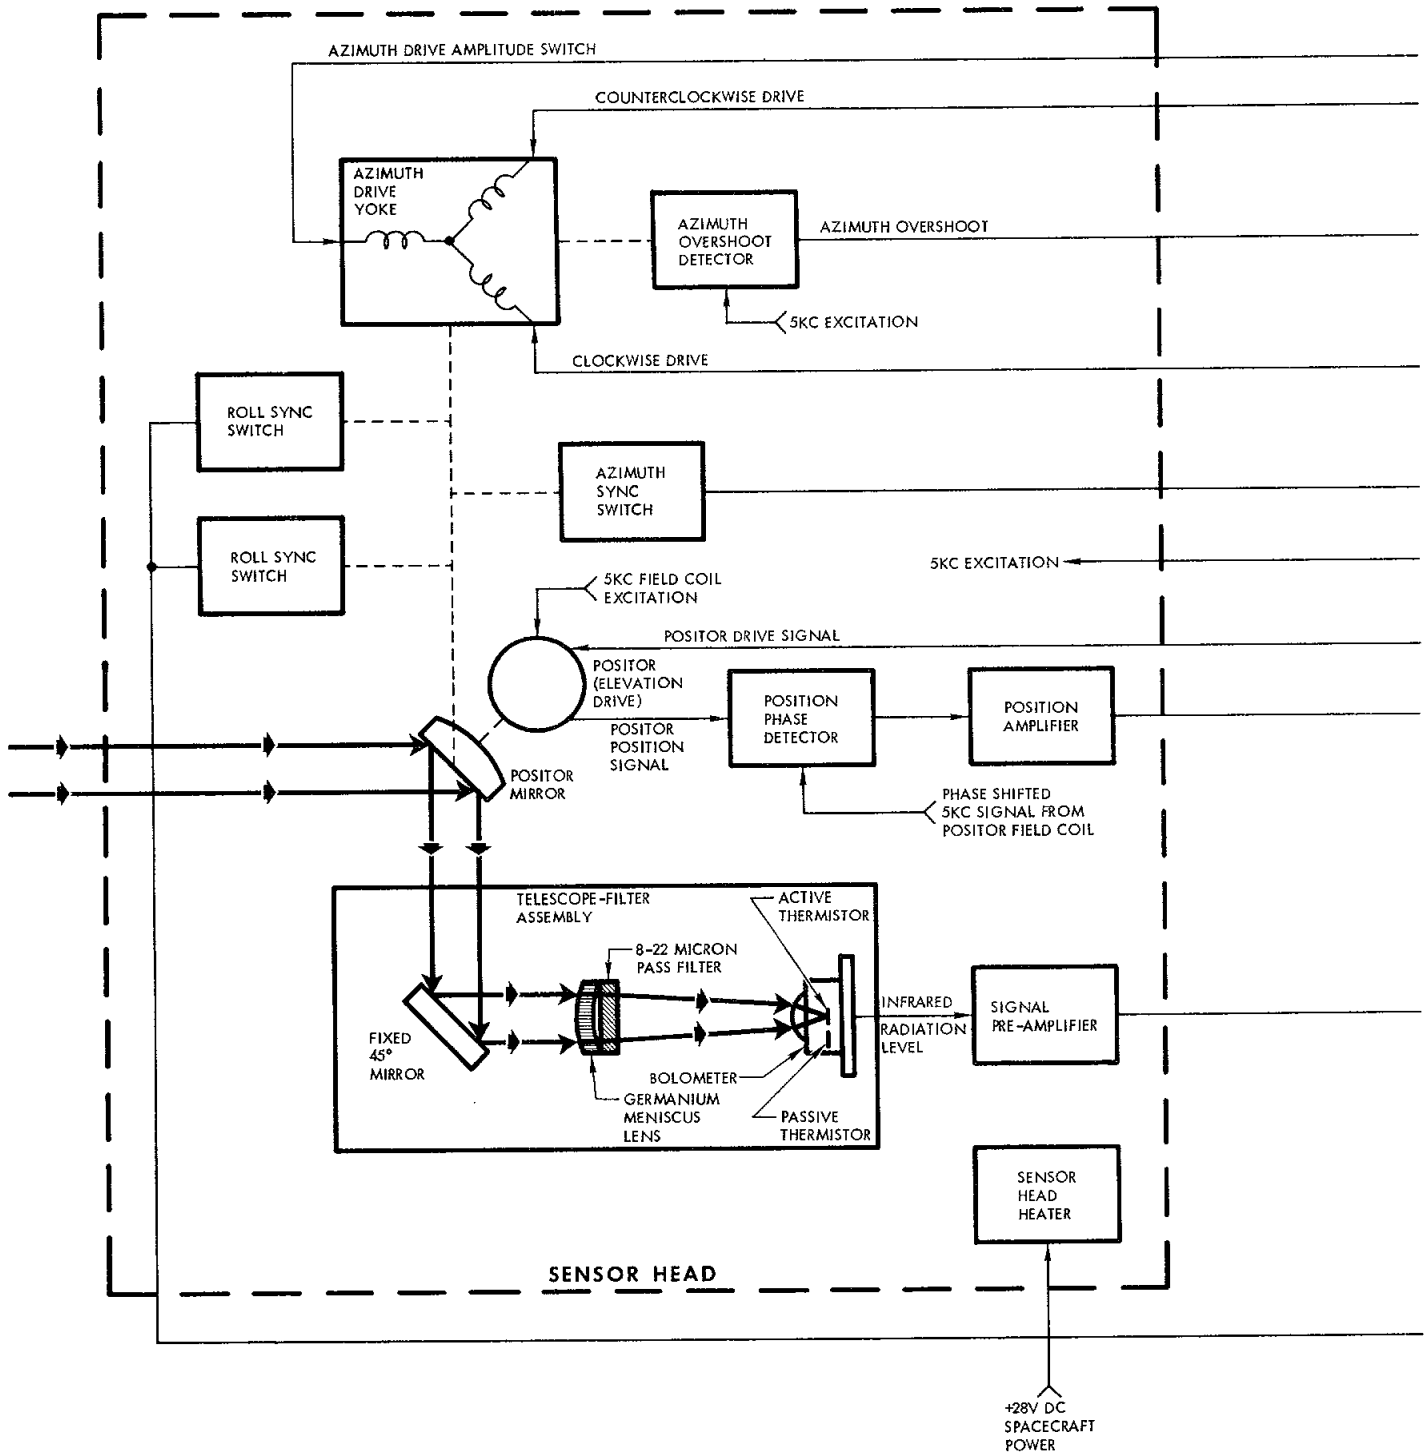 AZIMUTH DRIVE AMPLITUDE SWITCH
COUNTERCLOCKWISE DRIVE
AZIMUTH
DRIVE
YOKE
AZIMUTH
OVERSHOOT
DETECTOR
AZIMUTH OVERSHOOT
5KC EXCITATION
CLOCKWISE DRIVE
ROLL SYNC
SWITCH
AZIMUTH
SYNC
SWITCH
ROLL SYNC
SWITCH
5KC EXCITATION
5KC FIELD COIL
EXCITATION
POSITOR DRIVE SIGNAL
POSITOR
(ELEVATION
DRIVE)
POSITOR
POSITION
SIGNAL
POSITION
PHASE
DETECTOR
POSITION
AMPLIFIER
POSITOR
MIRROR
PHASE SHIFTED
5KC SIGNAL FROM
POSITOR FIELD COIL
TELESCOPE-FILTER
ASSEMBLY
ACTIVE
THERMISTOR
8-22 MICRON
PASS FILTER
FIXED
45°
MIRROR
INFRARED
RADIATION
LEVEL
SIGNAL
PRE-AMPLIFIER
BOLOMETER
GERMANIUM
MENISCUS
LENS
PASSIVE
THERMISTOR
SENSOR
HEAD
HEATER
SENSOR HEAD
+28V DC
SPACECRAFT
POWER